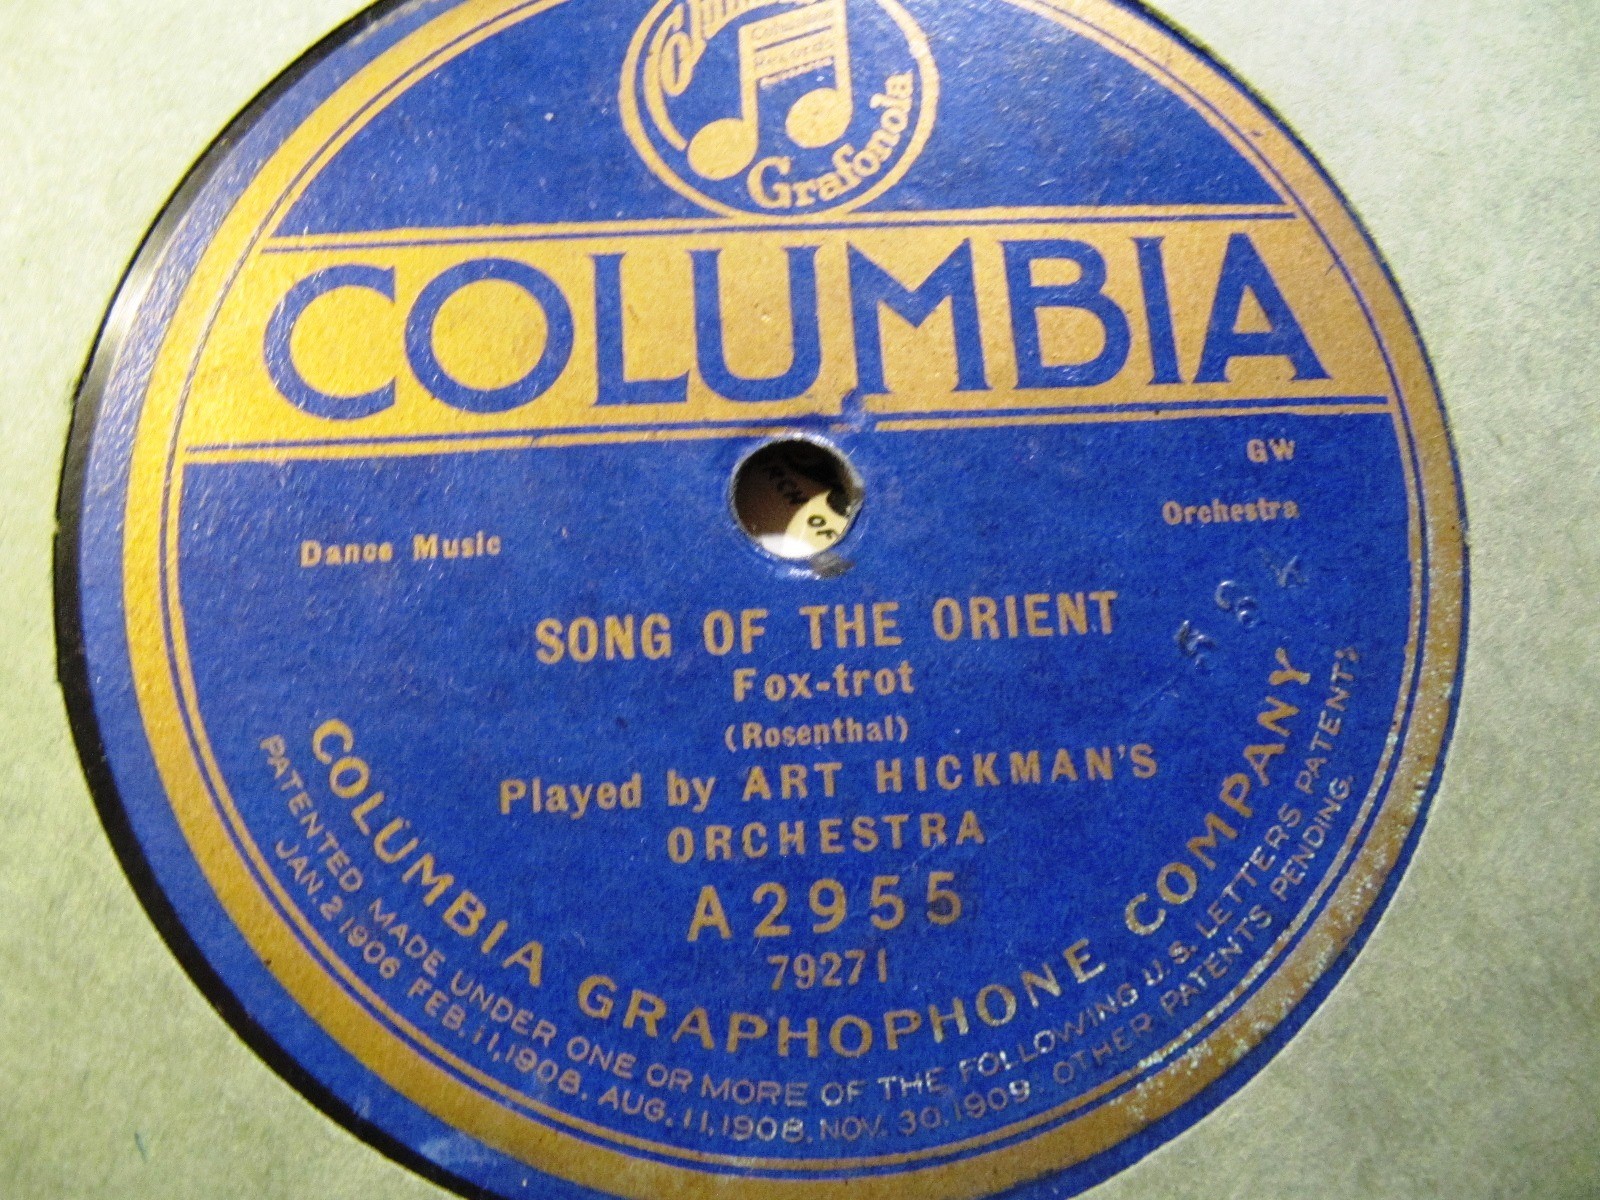 Columbia
Records
Grafonola
COLUMBIA
GW
Orchestra
Dance Music
SONG OF THE ORIENT
Fox-trot
(Rosenthal)
Played by ART HICKMAN'S
ORCHESTRA
A2955
79271
COLUMBIA GRAPHOPHONE COMPANY
PATENTED MADE UNDER ONE OR MORE OF THE FOLLOWING U.S. LETTERS PATENTS
JAN. 2 1906 FEB. 11, 1908. AUG. 11, 1908. NOV. 30, 1909. OTHER PATENTS PENDING.
OF